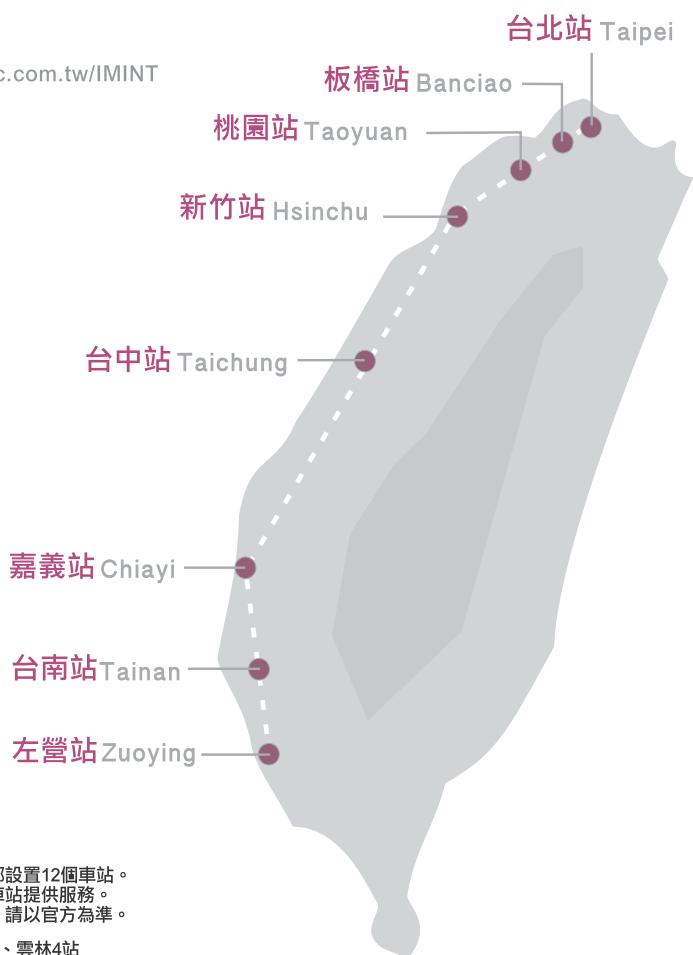 台北站 Taipei
c.com.tw/IMINT
板橋站 Banciao
桃園站 Taoyuan
新竹站 Hsinchu
台中站 Taichung
嘉義站 Chiayi
台南站 Tainan
左營站 Zuoying
設置12個車站。
車站提供服務。
請以官方為準。
、雲林4站